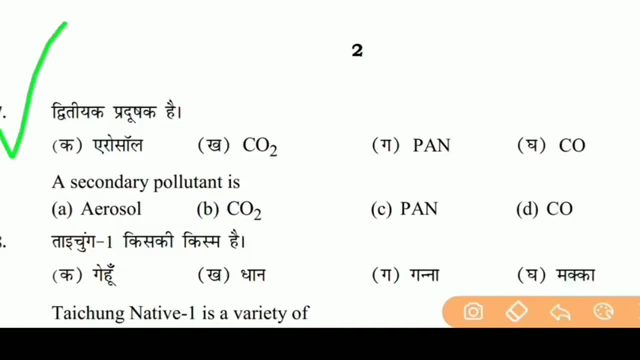 2
7. द्वितीयक प्रदूषक है।
(क) एरोसॉल (ख) CO2 (ग) PAN (घ) CO
A secondary pollutant is
(a) Aerosol (b) CO2 (c) PAN (d) CO
8. ताइचुंग-1 किसकी किस्म है।
(क) गेहूँ (ख) धान (ग) गन्ना (घ) मक्का
Taichung Native-1 is a variety of